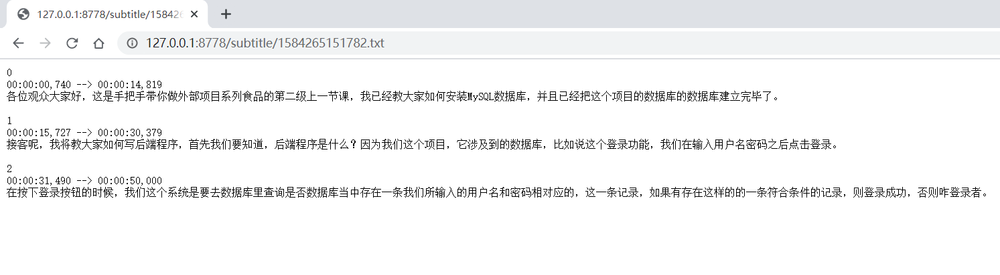 127.0.0.1:8778/subtitle/158426
127.0.0.1:8778/subtitle/1584265151782.txt
0
00:00:00,740 --> 00:00:14,819
各位观众大家好，这是手把手带你做外部项目系列食品的第二级上一节课，我已经教大家如何安装MySQL数据库，并且已经把这个项目的数据库的数据库建立完毕了。
1
00:00:15,727 --> 00:00:30,379
接客呢，我将教大家如何写后端程序，首先我们要知道，后端程序是什么？因为我们这个项目，它涉及到的数据库，比如说这个登录功能，我们在输入用户名密码之后点击登录。
2
00:00:31,490 --> 00:00:50,000
在按下登录按钮的时候，我们这个系统是要去数据库里查询是否数据库当中存在一条我们所输入的用户名和密码相对应的，这一条记录，如果有存在这样的的一条符合条件的记录，则登录成功，否则咋登录者。